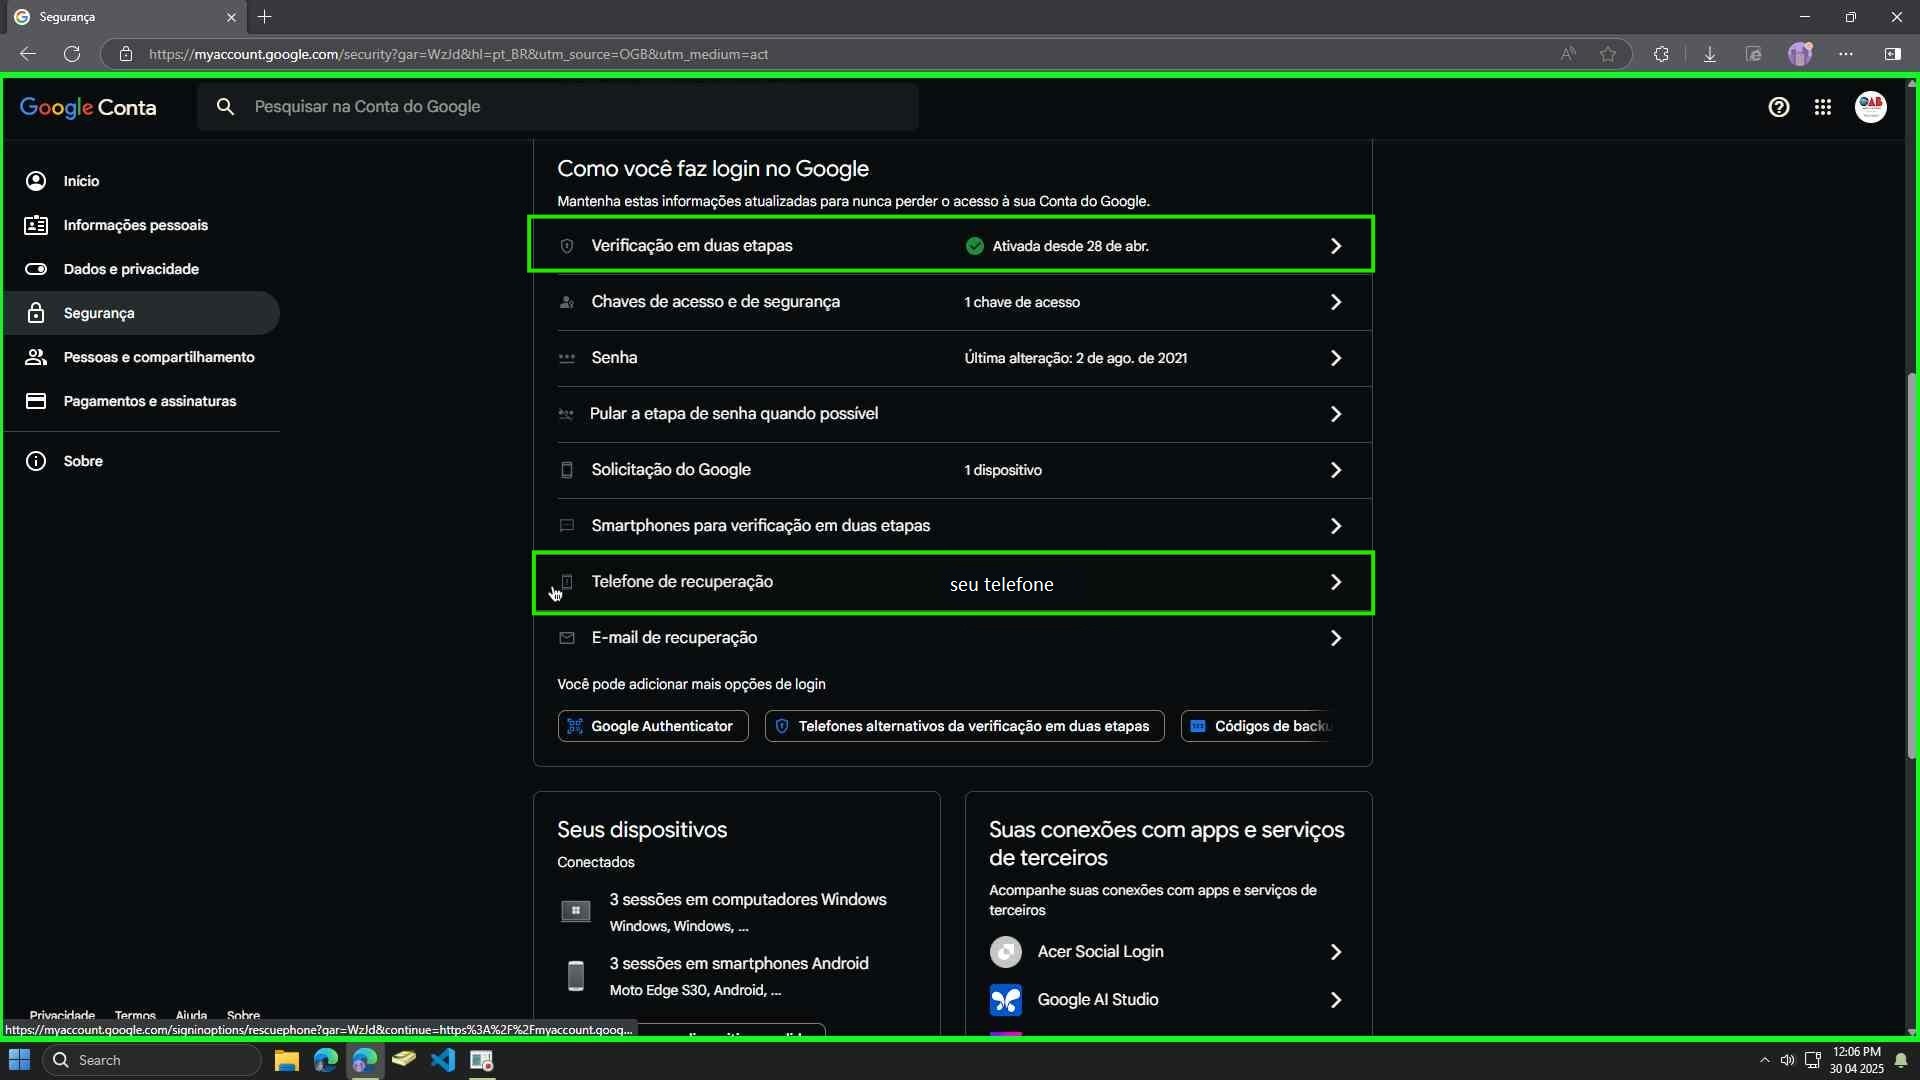 Segurança
https://myaccount.google.com/security?gar=WzJd&hl=pt_BR&utm_source=OGB&utm_medium=act
Google Conta
Pesquisar na Conta do Google
OAB
Início
Informações pessoais
Dados e privacidade
Segurança
Pessoas e compartilhamento
Pagamentos e assinaturas
Sobre
Como você faz login no Google
Mantenha estas informações atualizadas para nunca perder o acesso à sua Conta do Google.
Verificação em duas etapas Ativada desde 28 de abr.
Chaves de acesso e de segurança 1 chave de acesso
Senha Última alteração: 2 de ago. de 2021
Pular a etapa de senha quando possível
Solicitação do Google 1 dispositivo
Smartphones para verificação em duas etapas
Telefone de recuperação seu telefone
E-mail de recuperação
Você pode adicionar mais opções de login
Google Authenticator Telefones alternativos da verificação em duas etapas Códigos de backu
Seus dispositivos
Conectados
3 sessões em computadores Windows
Windows, Windows, ...
3 sessões em smartphones Android
Moto Edge S30, Android, ...
Suas conexões com apps e serviços
de terceiros
Acompanhe suas conexões com apps e serviços de
terceiros
Acer Social Login
Google AI Studio
Privacidade Termos Ajuda Sobre
https://myaccount.google.com/signinoptions/rescuephone?gar=WzJd&continue=https%3A%2F%2Fmyaccount.goog...
Search
12:06 PM
30 04 2025